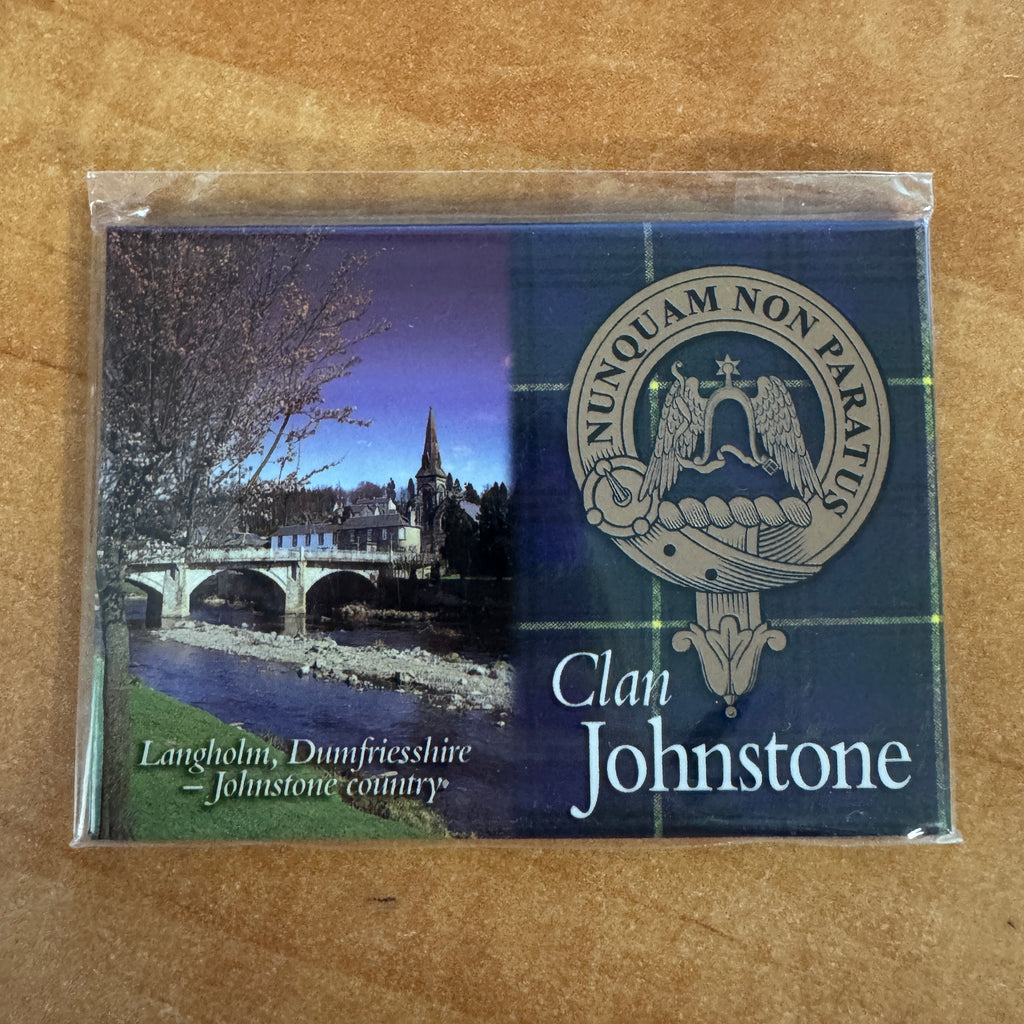 NUNQUAM NON PARATUS
Clan
Johnstone
Langholm, Dumfriesshire
– Johnstone country